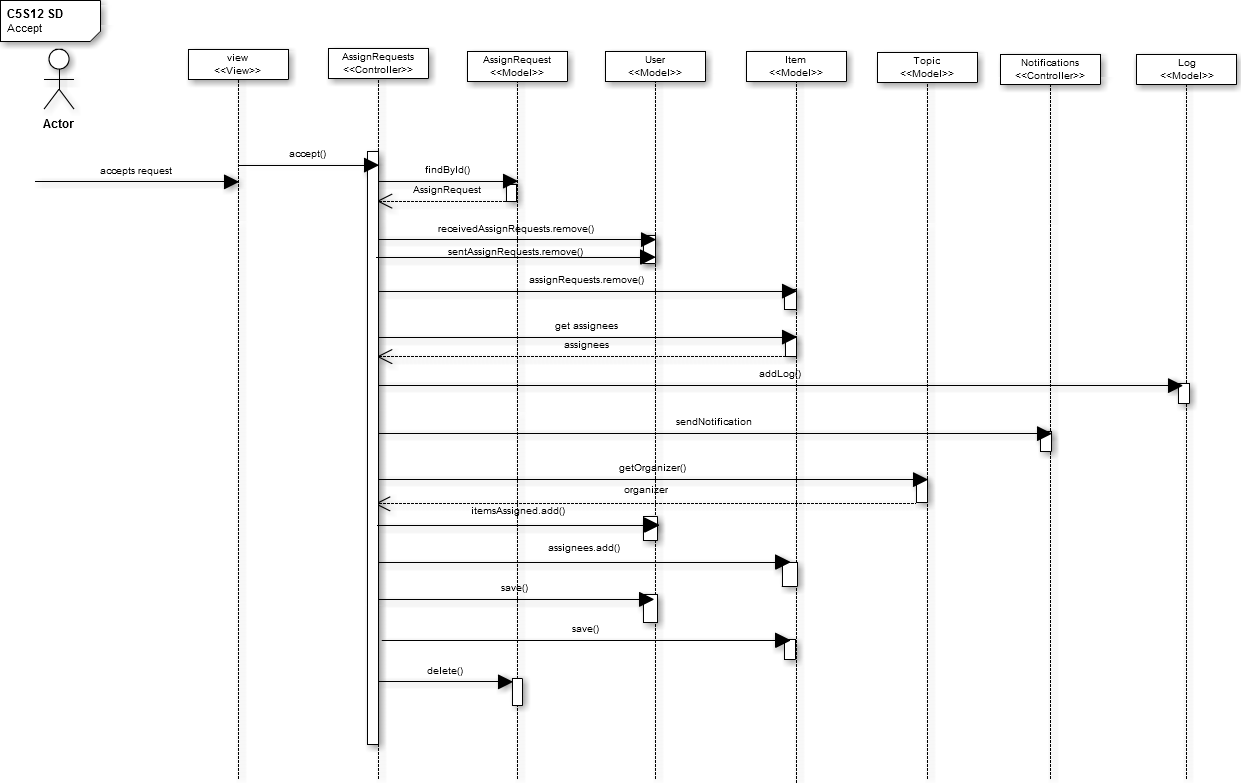 C5S12 SD
Accept
view
<<View>>
AssignRequests
<<Controller>>
AssignRequest
<<Model>>
User
<<Model>>
Item
<<Model>>
Topic
<<Model>>
Notifications
<<Controller>>
Log
<<Model>>
Actor
accept()
accepts request
findById()
AssignRequest
receivedAssignRequests.remove()
sentAssignRequests.remove()
assignRequests.remove()
get assignees
assignees
addLog()
sendNotification
getOrganizer()
organizer
itemsAssigned.add()
assignees.add()
save()
save()
delete()